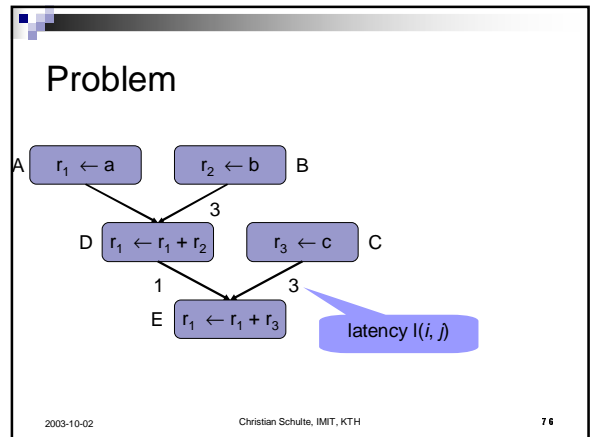 Problem
A r₁ ← a r₂ ← b B
3
D r₁ ← r₁ + r₂ r₃ ← c C
1 3
E r₁ ← r₁ + r₃
latency l(i, j)
2003-10-02 Christian Schulte, IMIT, KTH 76